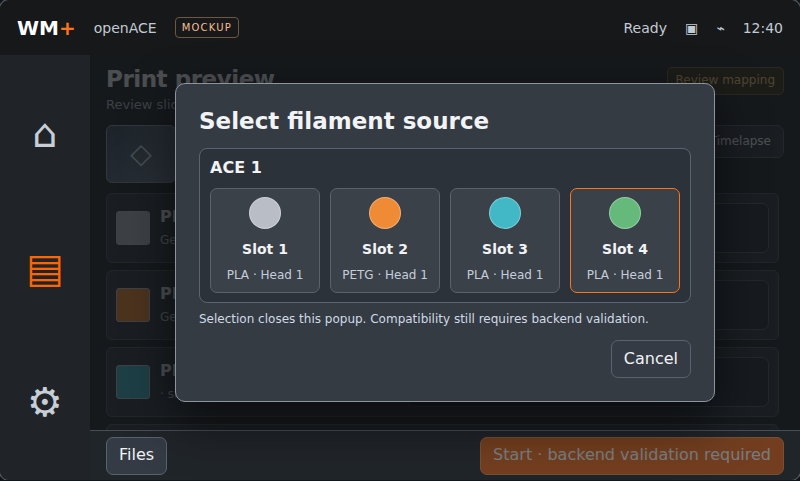 WM+ openACE MOCKUP Ready 12:40
Print preview
Review mapping
Timelapse
Select filament source
ACE 1
Slot 1 Slot 2 Slot 3 Slot 4
PLA · Head 1 PETG · Head 1 PLA · Head 1 PLA · Head 1
Selection closes this popup. Compatibility still requires backend validation.
Cancel
Files Start · backend validation required